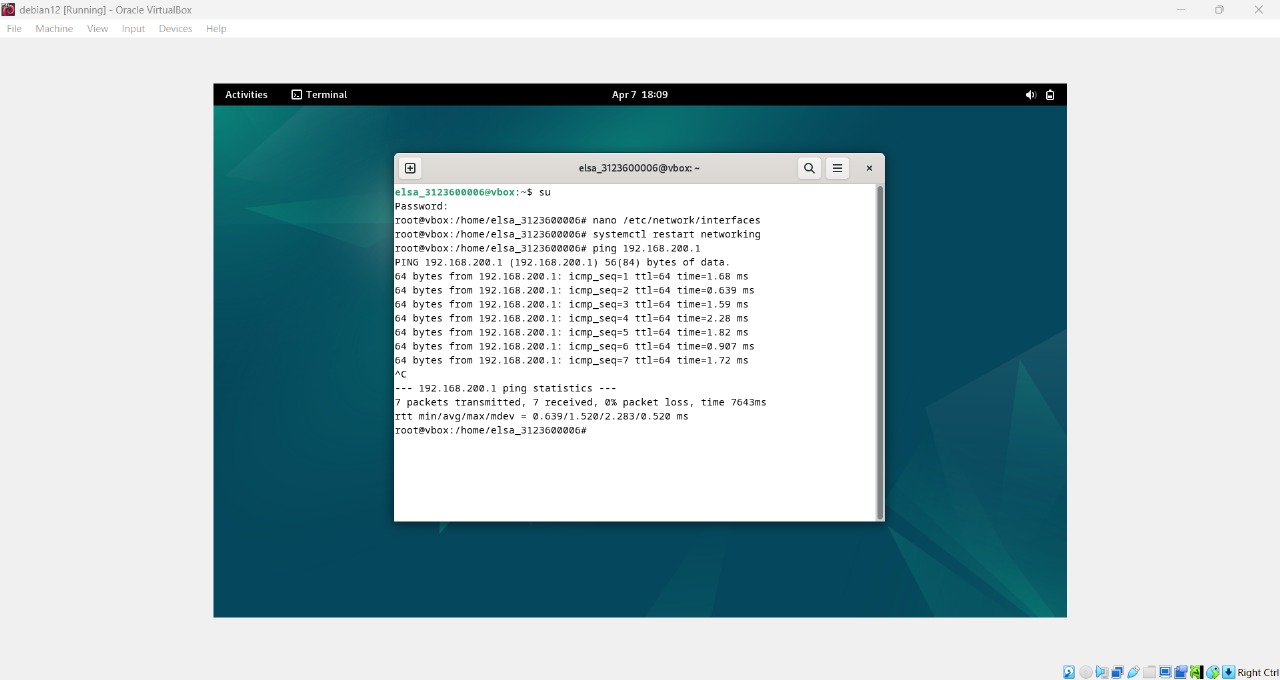 debian12 [Running] - Oracle VirtualBox
File Machine View Input Devices Help
Activities Terminal Apr 7 18:09
elsa_3123600006@vbox: ~
elsa_3123600006@vbox:~$ su
Password:
root@vbox:/home/elsa_3123600006# nano /etc/network/interfaces
root@vbox:/home/elsa_3123600006# systemctl restart networking
root@vbox:/home/elsa_3123600006# ping 192.168.200.1
PING 192.168.200.1 (192.168.200.1) 56(84) bytes of data.
64 bytes from 192.168.200.1: icmp_seq=1 ttl=64 time=1.68 ms
64 bytes from 192.168.200.1: icmp_seq=2 ttl=64 time=0.639 ms
64 bytes from 192.168.200.1: icmp_seq=3 ttl=64 time=1.59 ms
64 bytes from 192.168.200.1: icmp_seq=4 ttl=64 time=2.28 ms
64 bytes from 192.168.200.1: icmp_seq=5 ttl=64 time=1.82 ms
64 bytes from 192.168.200.1: icmp_seq=6 ttl=64 time=0.907 ms
64 bytes from 192.168.200.1: icmp_seq=7 ttl=64 time=1.72 ms
^C
--- 192.168.200.1 ping statistics ---
7 packets transmitted, 7 received, 0% packet loss, time 7643ms
rtt min/avg/max/mdev = 0.639/1.520/2.283/0.520 ms
root@vbox:/home/elsa_3123600006#
Right Ctrl